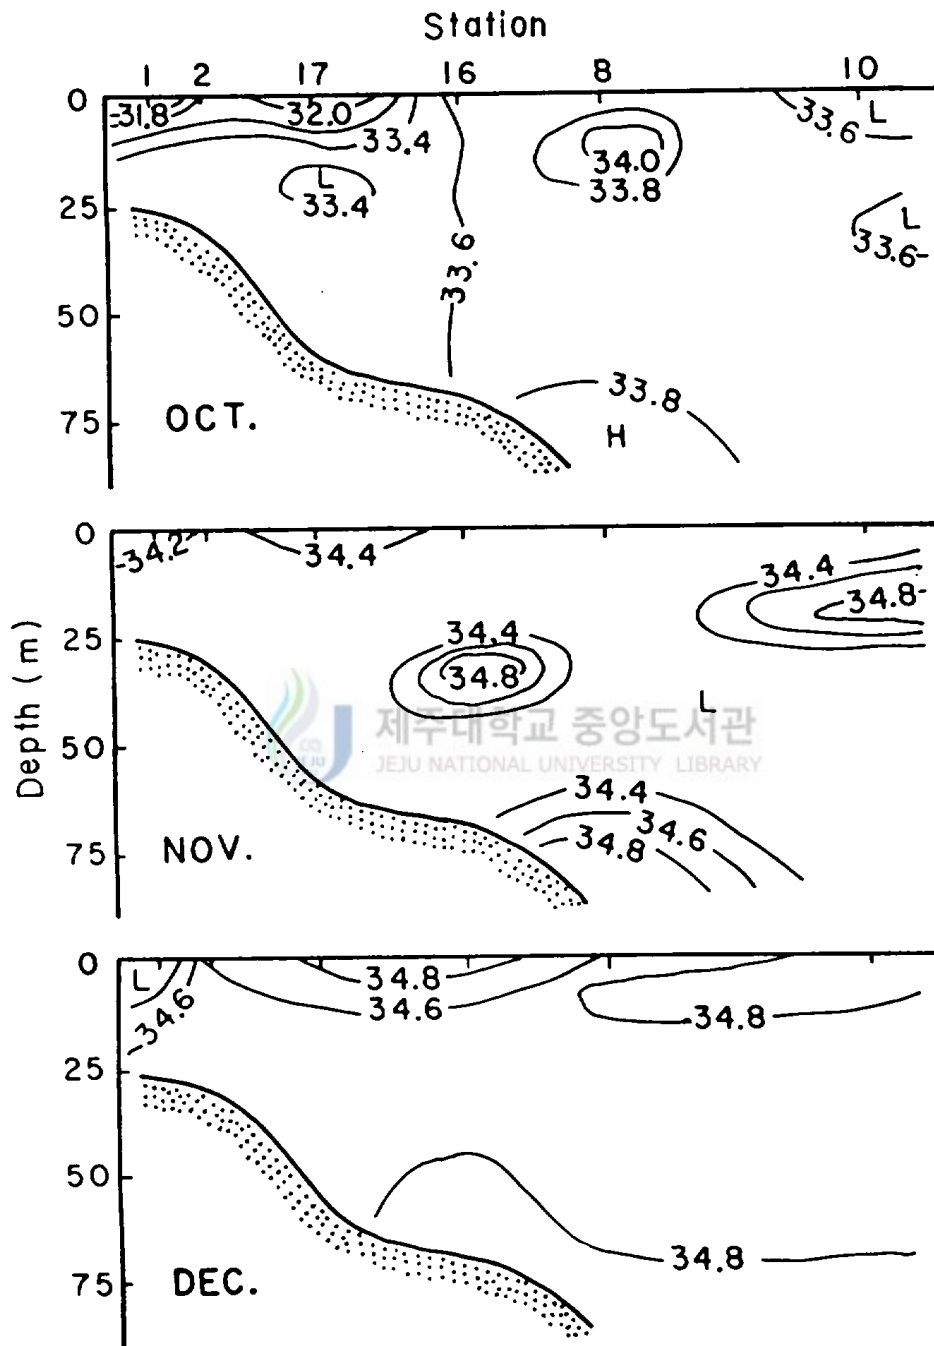 Station
1 2 17 16 8 10
0
31.8 32.0 33.4 33.6 L
34.0
33.8
L
33.4
25
L
33.6
33.6
50
33.8
75
OCT.
H
Depth (m)
0
34.2 34.4
34.4
34.8
25
34.4
34.8
L
제주대학교 중앙도서관
JEJU NATIONAL UNIVERSITY LIBRARY
50
34.4
34.6
34.8
75
NOV.
0
L
34.6
34.8
34.6
34.8
25
50
34.8
75
DEC.